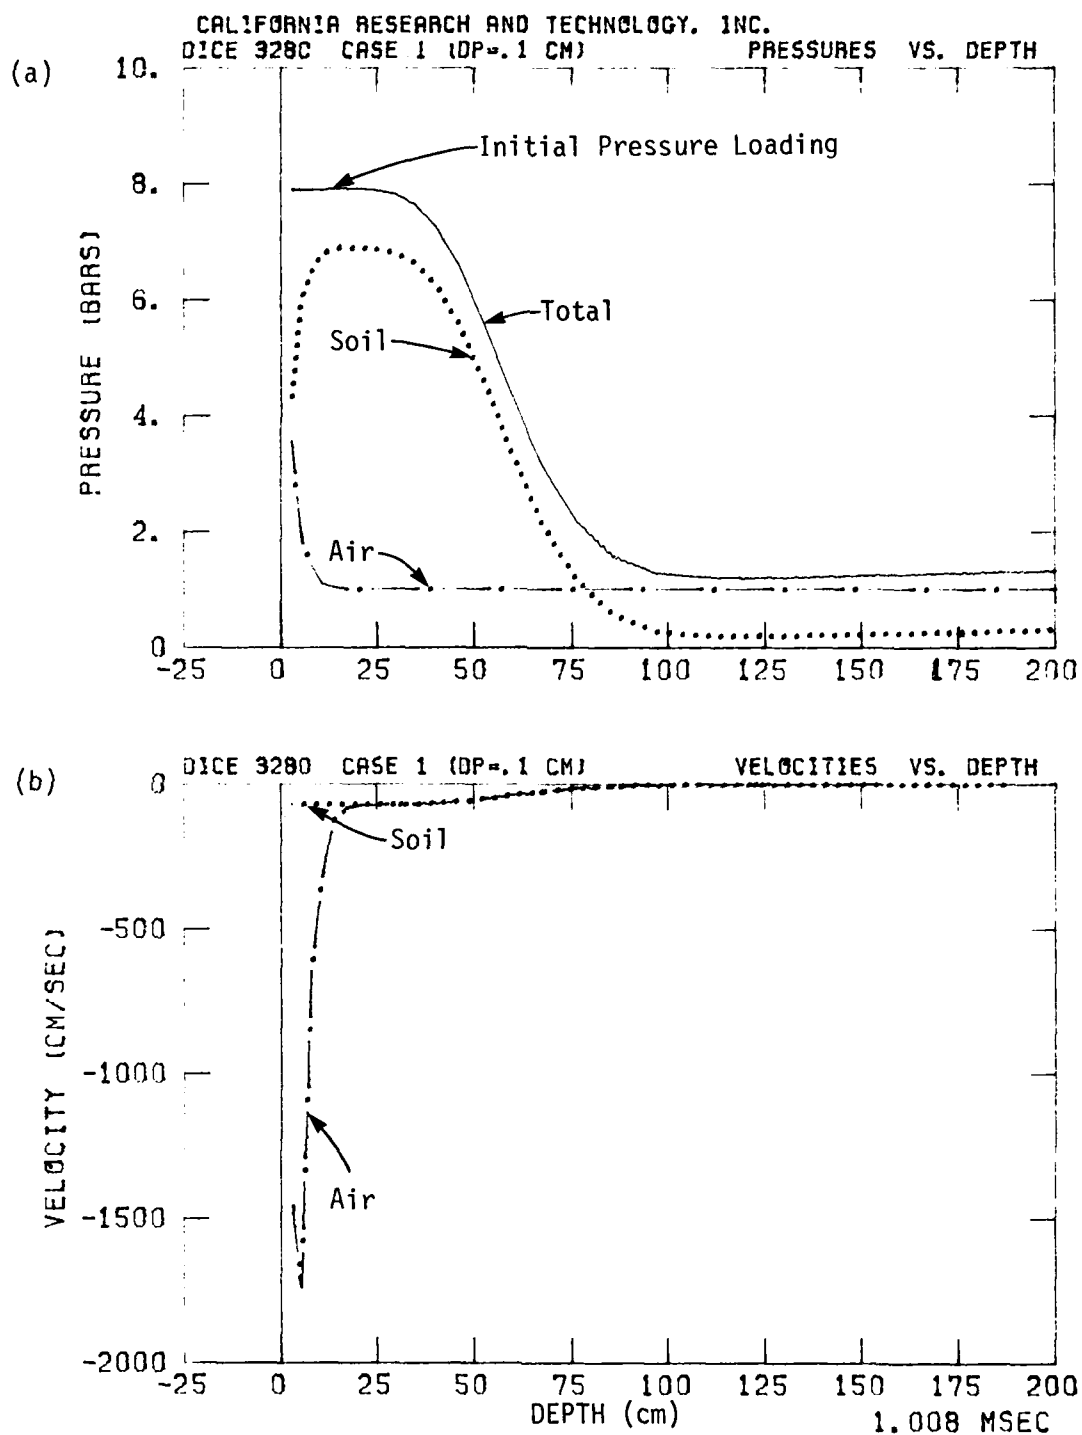 CALIFORNIA RESEARCH AND TECHNOLOGY, INC.
DICE 328C CASE 1 (DP=.1 CM) PRESSURES VS. DEPTH
(a)
10.
8.
6.
4.
2.
0
PRESSURE (BARS)
Initial Pressure Loading
Total
Soil
Air
-25 0 25 50 75 100 125 150 175 200
(b)
DICE 328D CASE 1 (DP=.1 CM) VELOCITIES VS. DEPTH
0
-500
-1000
-1500
-2000
VELOCITY (CM/SEC)
Soil
Air
-25 0 25 50 75 100 125 150 175 200
DEPTH (cm)
1.008 MSEC